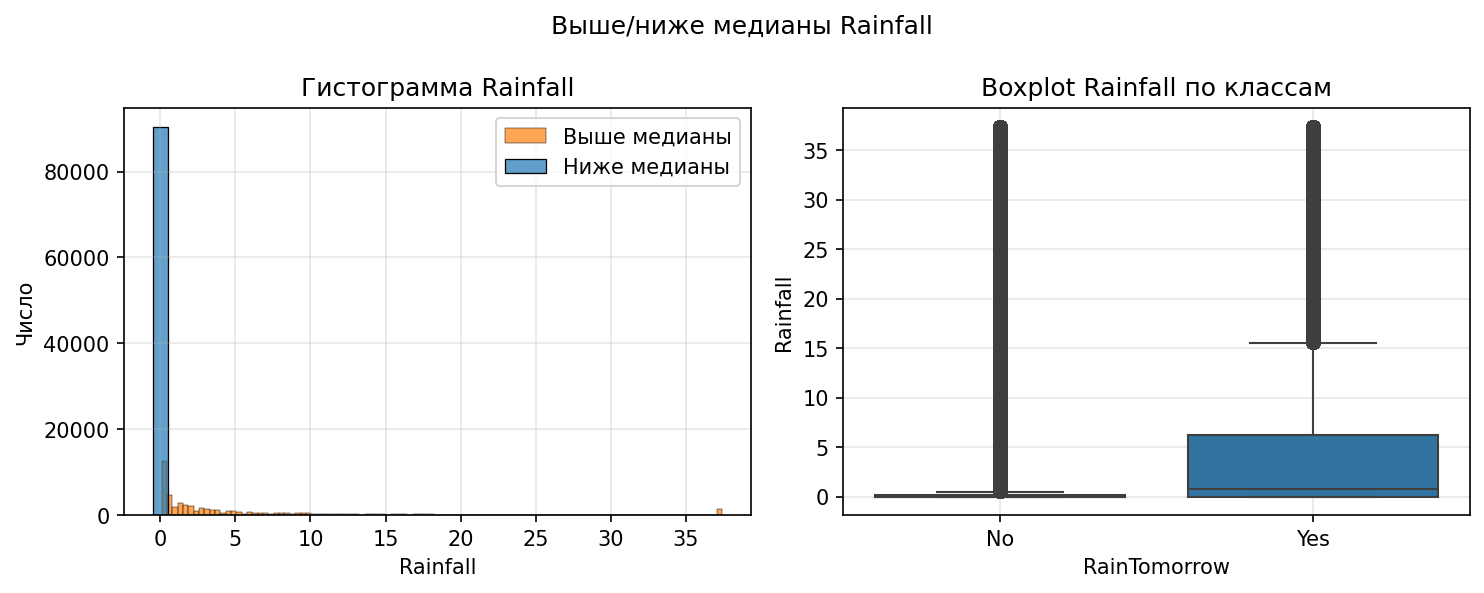 Выше/ниже медианы Rainfall
Гистограмма Rainfall
Число
80000
60000
40000
20000
0
Выше медианы
Ниже медианы
0 5 10 15 20 25 30 35
Rainfall
Boxplot Rainfall по классам
Rainfall
35
30
25
20
15
10
5
0
No Yes
RainTomorrow